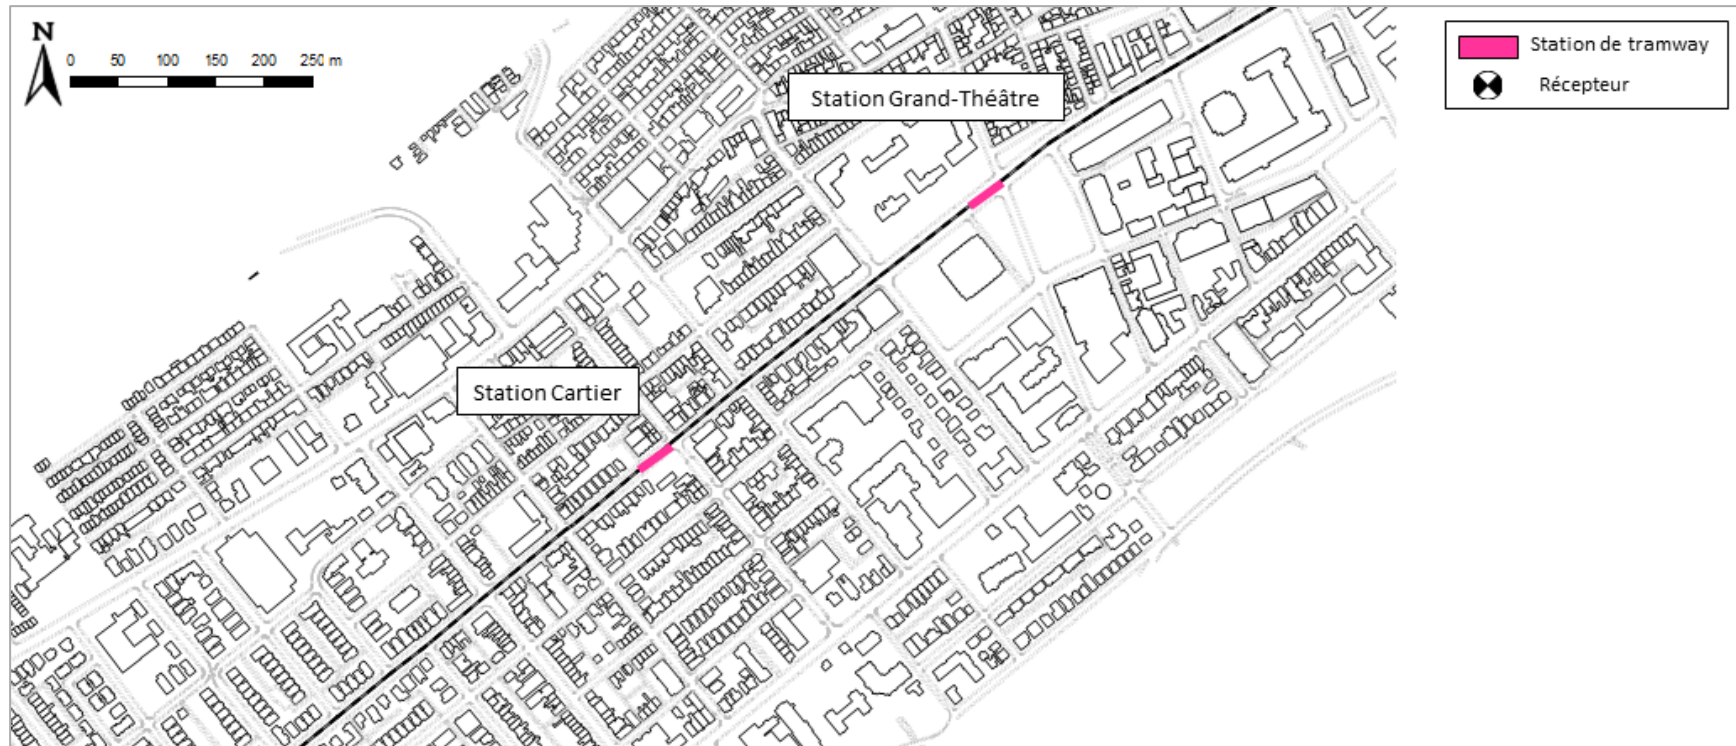 N
0 50 100 150 200 250 m
Station de tramway
Récepteur
Station Grand-Théâtre
Station Cartier